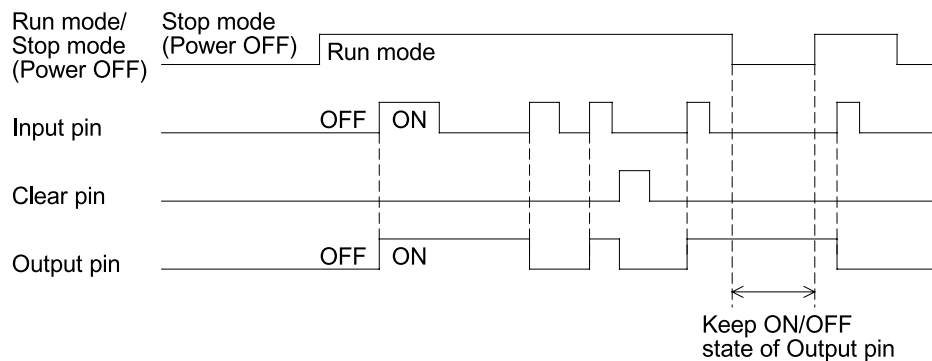 Run mode/
Stop mode
(Power OFF)
Stop mode
(Power OFF)
Run mode
Input pin
OFF ON
Clear pin
Output pin
OFF ON
Keep ON/OFF
state of Output pin